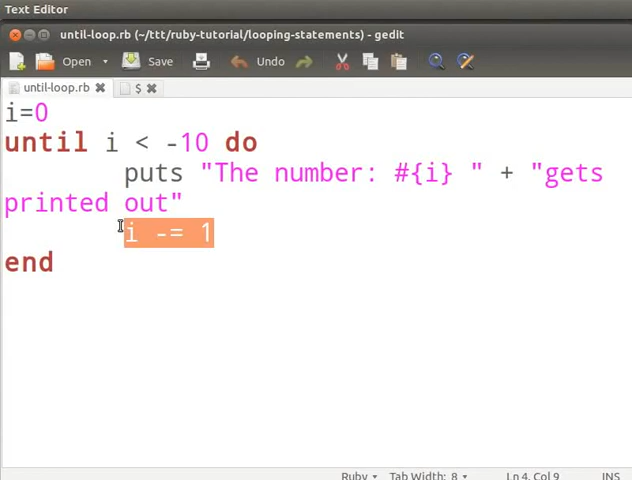 Text Editor
until-loop.rb (~/ttt/ruby-tutorial/looping-statements) - gedit
Open Save Undo
until-loop.rb $
i=0
until i < -10 do
puts "The number: #{i} " + "gets
printed out"
i -= 1
end
Ruby Tab Width: 8 Ln 4, Col 9 INS